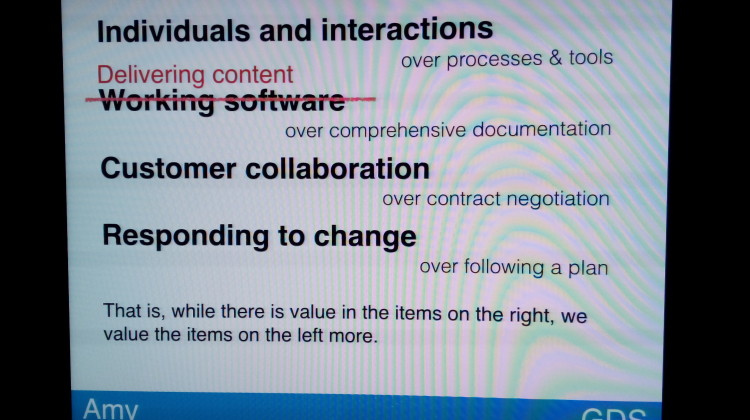 Individuals and interactions
over processes & tools
Delivering content
Working software
over comprehensive documentation
Customer collaboration
over contract negotiation
Responding to change
over following a plan
That is, while there is value in the items on the right, we
value the items on the left more.
Amy
GDS